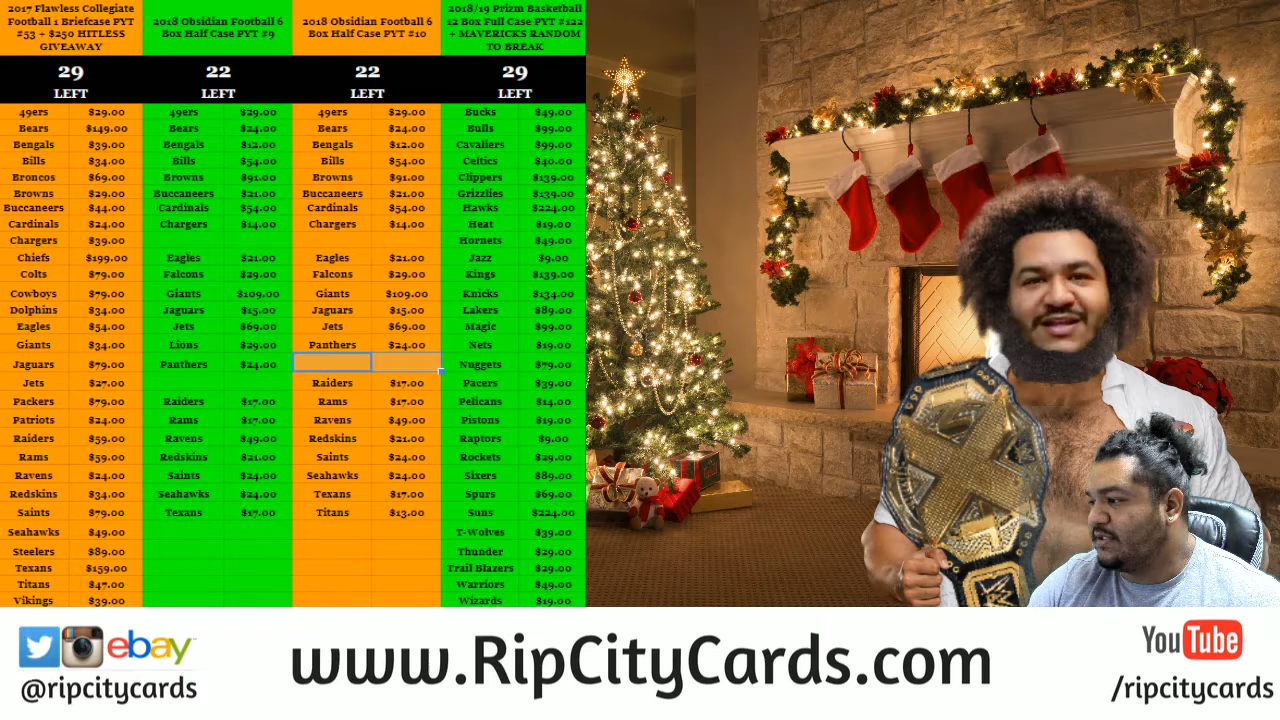 2017 Flawless Collegiate
Football 1 Briefcase PYT
#53 + $250 HITLESS
GIVEAWAY
29
LEFT
49ers $29.00
Bears $149.00
Bengals $39.00
Bills $34.00
Broncos $69.00
Browns $29.00
Buccaneers $44.00
Cardinals $24.00
Chargers $39.00
Chiefs $199.00
Colts $79.00
Cowboys $79.00
Dolphins $34.00
Eagles $54.00
Giants $34.00
Jaguars $79.00
Jets $27.00
Packers $79.00
Patriots $24.00
Raiders $59.00
Rams $59.00
Ravens $24.00
Redskins $34.00
Saints $79.00
Seahawks $49.00
Steelers $89.00
Texans $159.00
Titans $47.00
Vikings $39.00
2018 Obsidian Football 6
Box Half Case PYT #9
22
LEFT
49ers $29.00
Bears $24.00
Bengals $12.00
Bills $54.00
Browns $91.00
Buccaneers $21.00
Cardinals $54.00
Chargers $14.00
Eagles $21.00
Falcons $29.00
Giants $109.00
Jaguars $15.00
Jets $69.00
Lions $29.00
Panthers $24.00
Raiders $17.00
Rams $17.00
Ravens $49.00
Redskins $21.00
Saints $24.00
Seahawks $24.00
Texans $17.00
2018 Obsidian Football 6
Box Half Case PYT #10
22
LEFT
49ers $29.00
Bears $24.00
Bengals $12.00
Bills $54.00
Browns $91.00
Buccaneers $21.00
Cardinals $54.00
Chargers $14.00
Eagles $21.00
Falcons $29.00
Giants $109.00
Jaguars $15.00
Jets $69.00
Panthers $24.00
Raiders $17.00
Rams $17.00
Ravens $49.00
Redskins $21.00
Saints $24.00
Seahawks $24.00
Texans $17.00
Titans $13.00
2018/19 Prizm Basketball
12 Box Full Case PYT #122
+ MAVERICKS RANDOM
TO BREAK
29
LEFT
Bucks $49.00
Bulls $99.00
Cavaliers $99.00
Celtics $40.00
Clippers $139.00
Grizzlies $139.00
Hawks $224.00
Heat $19.00
Hornets $49.00
Jazz $9.00
Kings $139.00
Knicks $134.00
Lakers $89.00
Magic $99.00
Nets $19.00
Nuggets $79.00
Pacers $39.00
Pelicans $14.00
Pistons $19.00
Raptors $9.00
Rockets $29.00
Sixers $89.00
Spurs $69.00
Suns $224.00
T-Wolves $39.00
Thunder $29.00
Trail Blazers $29.00
Warriors $49.00
Wizards $19.00
ebay
@ripcitycards
www.RipCityCards.com
YouTube
/ripcitycards